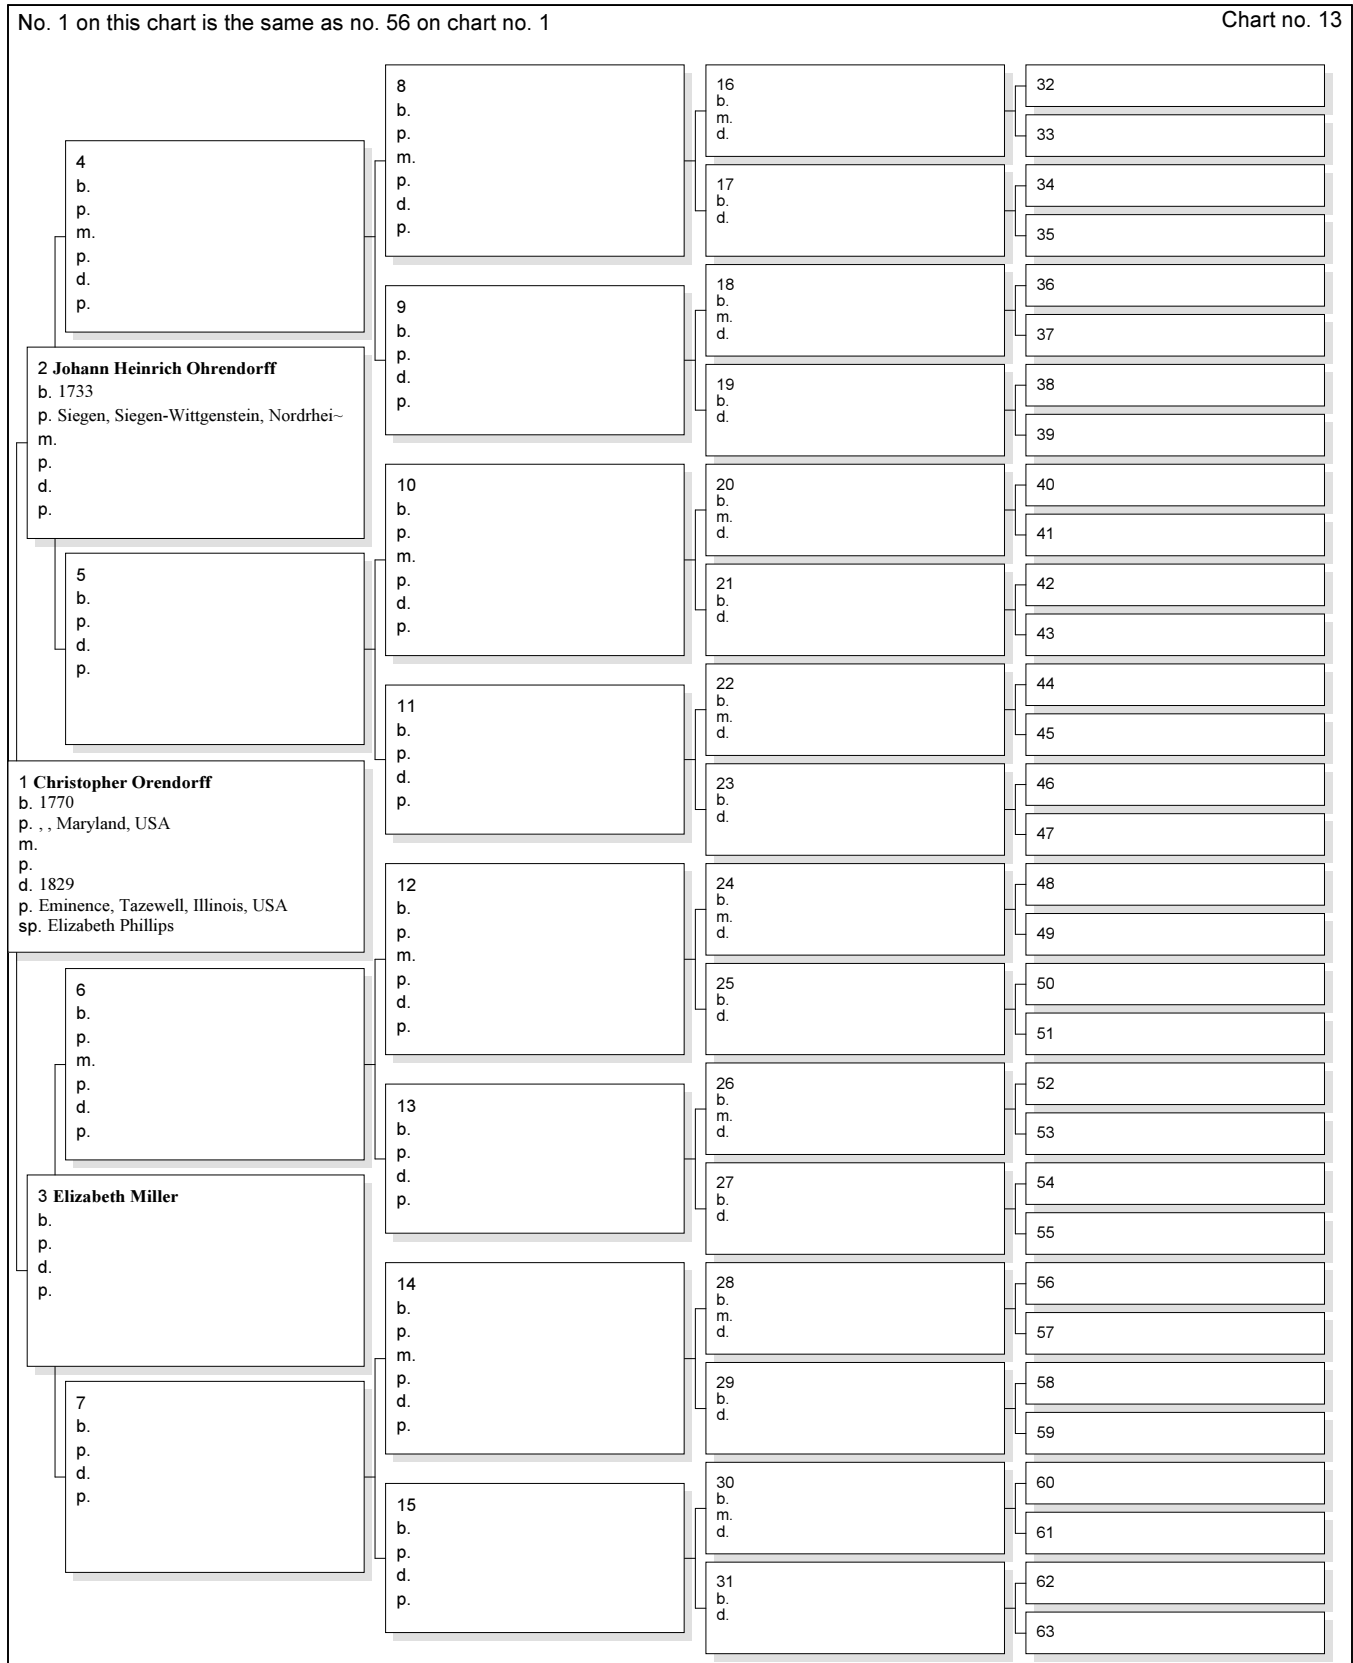 No. 1 on this chart is the same as no. 56 on chart no. 1
Chart no. 13
4
b.
p.
m.
p.
d.
p.
2 Johann Heinrich Ohrendorff
b. 1733
p. Siegen, Siegen-Wittgenstein, Nordrhei~
m.
p.
d.
p.
5
b.
p.
d.
p.
1 Christopher Orendorff
b. 1770
p. , , Maryland, USA
m.
p.
d. 1829
p. Eminence, Tazewell, Illinois, USA
sp. Elizabeth Phillips
6
b.
p.
m.
p.
d.
p.
3 Elizabeth Miller
b.
p.
d.
p.
7
b.
p.
d.
p.
8
b.
p.
m.
p.
d.
p.
9
b.
p.
d.
p.
10
b.
p.
m.
p.
d.
p.
11
b.
p.
d.
p.
12
b.
p.
m.
p.
d.
p.
13
b.
p.
d.
p.
14
b.
p.
m.
p.
d.
p.
15
b.
p.
d.
p.
16
b.
m.
d.
17
b.
d.
18
b.
m.
d.
19
b.
d.
20
b.
m.
d.
21
b.
d.
22
b.
m.
d.
23
b.
d.
24
b.
m.
d.
25
b.
d.
26
b.
m.
d.
27
b.
d.
28
b.
m.
d.
29
b.
d.
30
b.
m.
d.
31
b.
d.
32
33
34
35
36
37
38
39
40
41
42
43
44
45
46
47
48
49
50
51
52
53
54
55
56
57
58
59
60
61
62
63